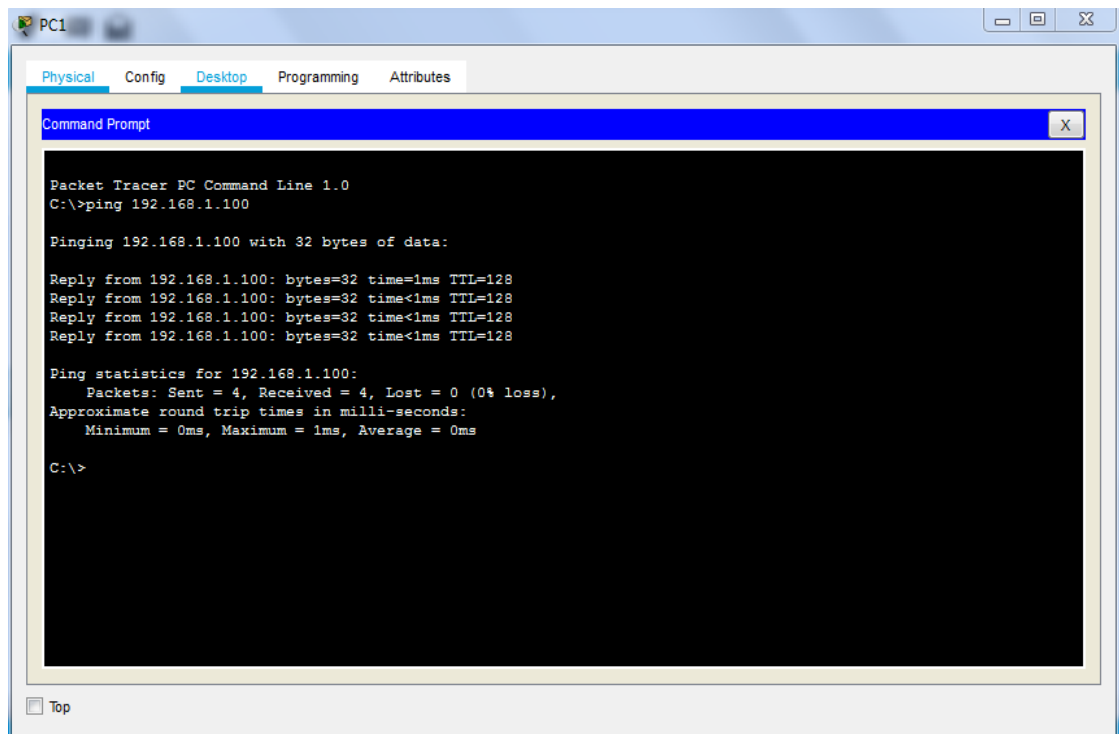 PC1
Physical Config Desktop Programming Attributes
Command Prompt
X
Packet Tracer PC Command Line 1.0
C:\>ping 192.168.1.100
Pinging 192.168.1.100 with 32 bytes of data:
Reply from 192.168.1.100: bytes=32 time=1ms TTL=128
Reply from 192.168.1.100: bytes=32 time<1ms TTL=128
Reply from 192.168.1.100: bytes=32 time<1ms TTL=128
Reply from 192.168.1.100: bytes=32 time<1ms TTL=128
Ping statistics for 192.168.1.100:
Packets: Sent = 4, Received = 4, Lost = 0 (0% loss),
Approximate round trip times in milli-seconds:
Minimum = 0ms, Maximum = 1ms, Average = 0ms
C:\>
Top